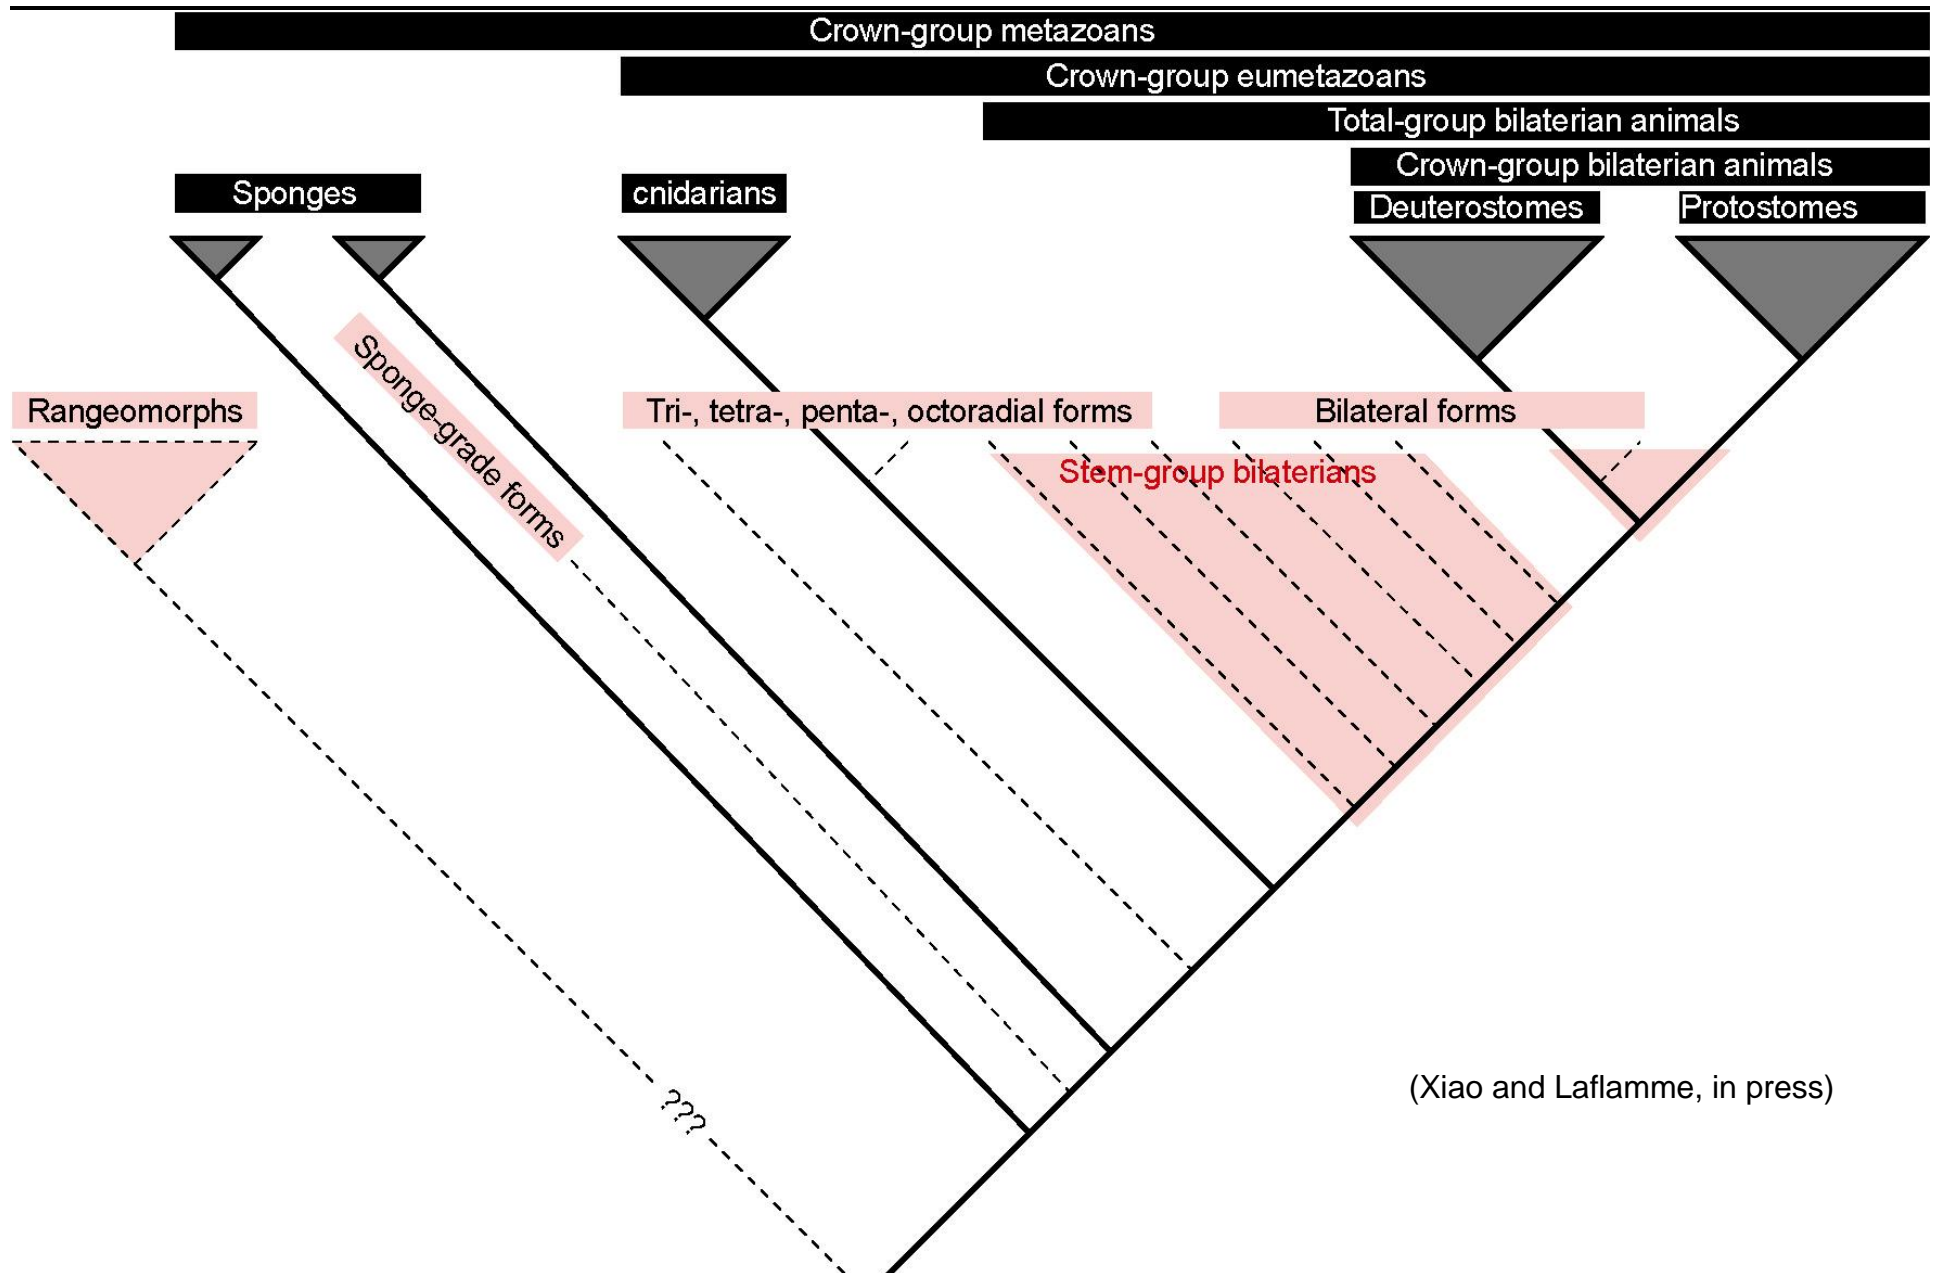 Crown-group metazoans
Crown-group eumetazoans
Total-group bilaterian animals
Crown-group bilaterian animals
Sponges
cnidarians
Deuterostomes
Protostomes
Sponge-grade forms
Rangeomorphs
Tri-, tetra-, penta-, octoradial forms
Bilateral forms
Stem-group bilaterians
???
(Xiao and Laflamme, in press)